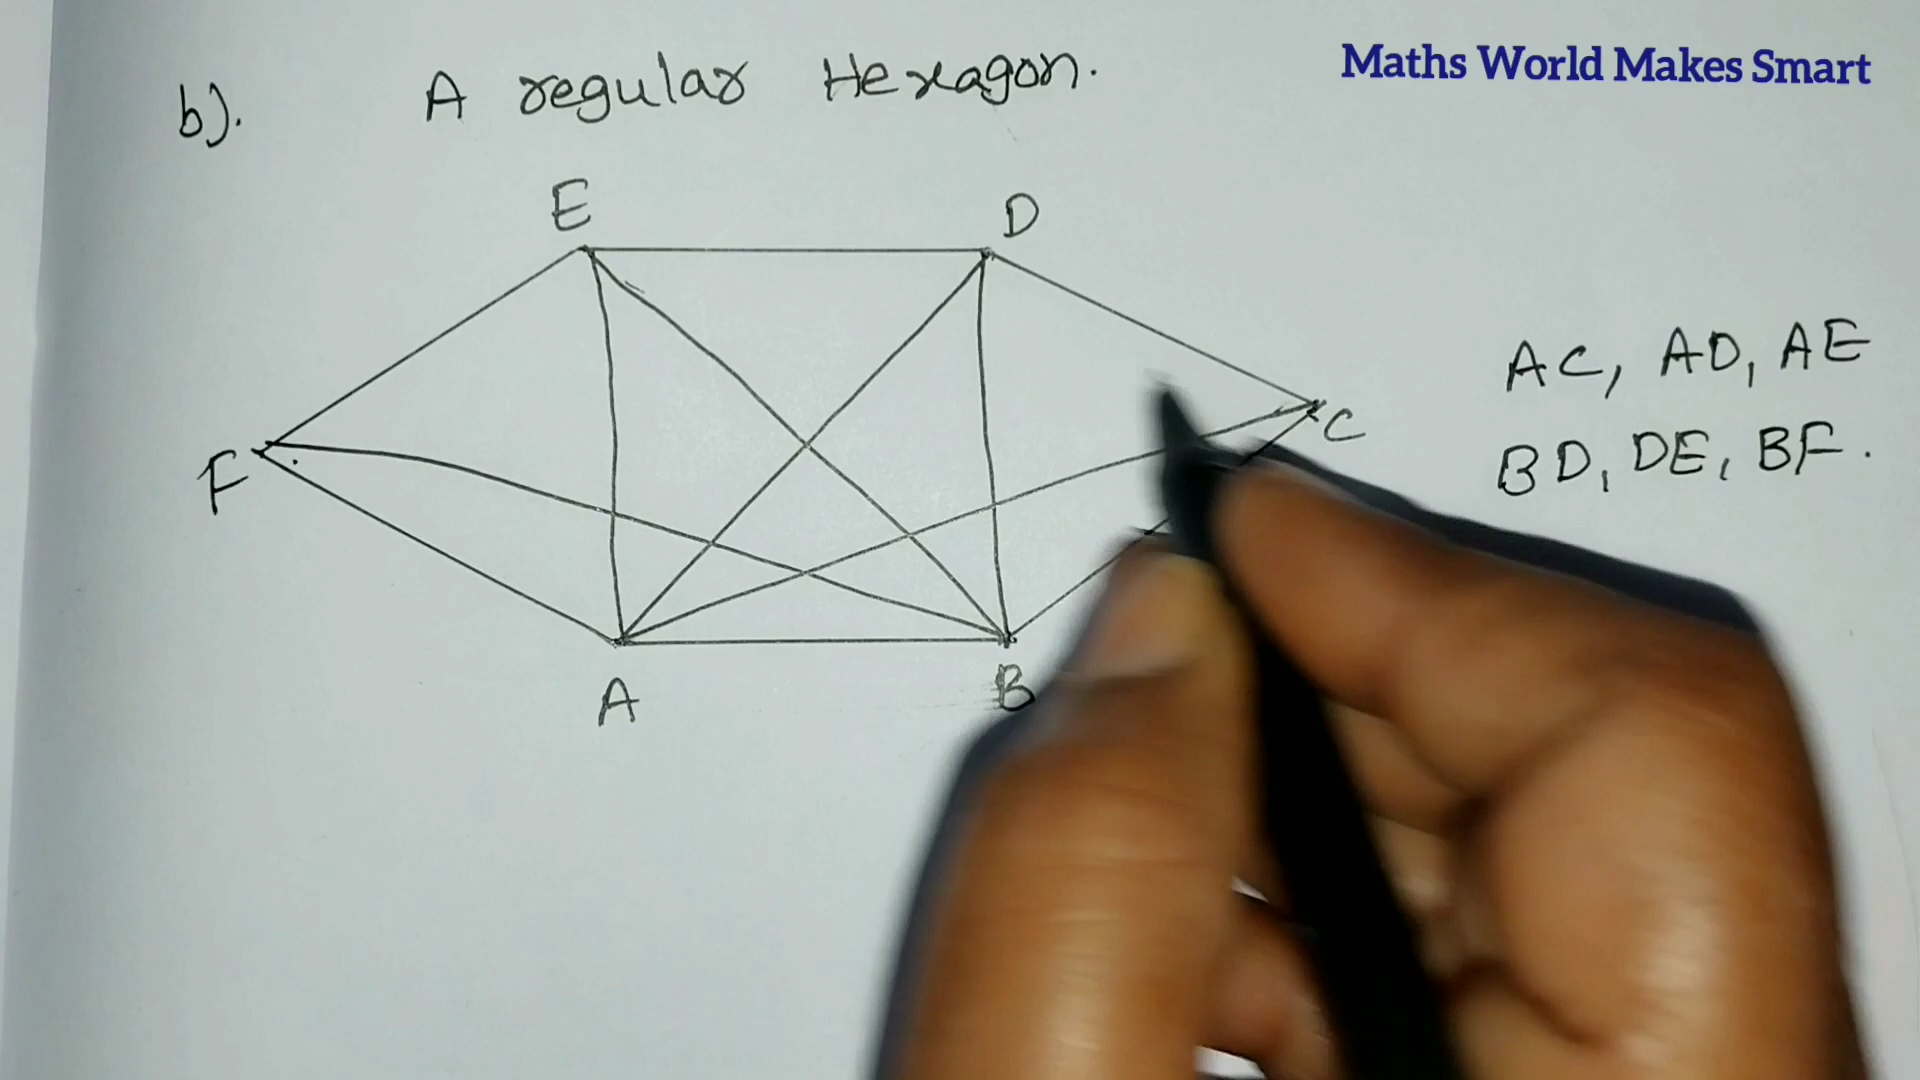 Maths World Makes Smart
b). A regular Hexagon.
E D
AC, AD, AE
C
BD, DE, BF.
F
A B